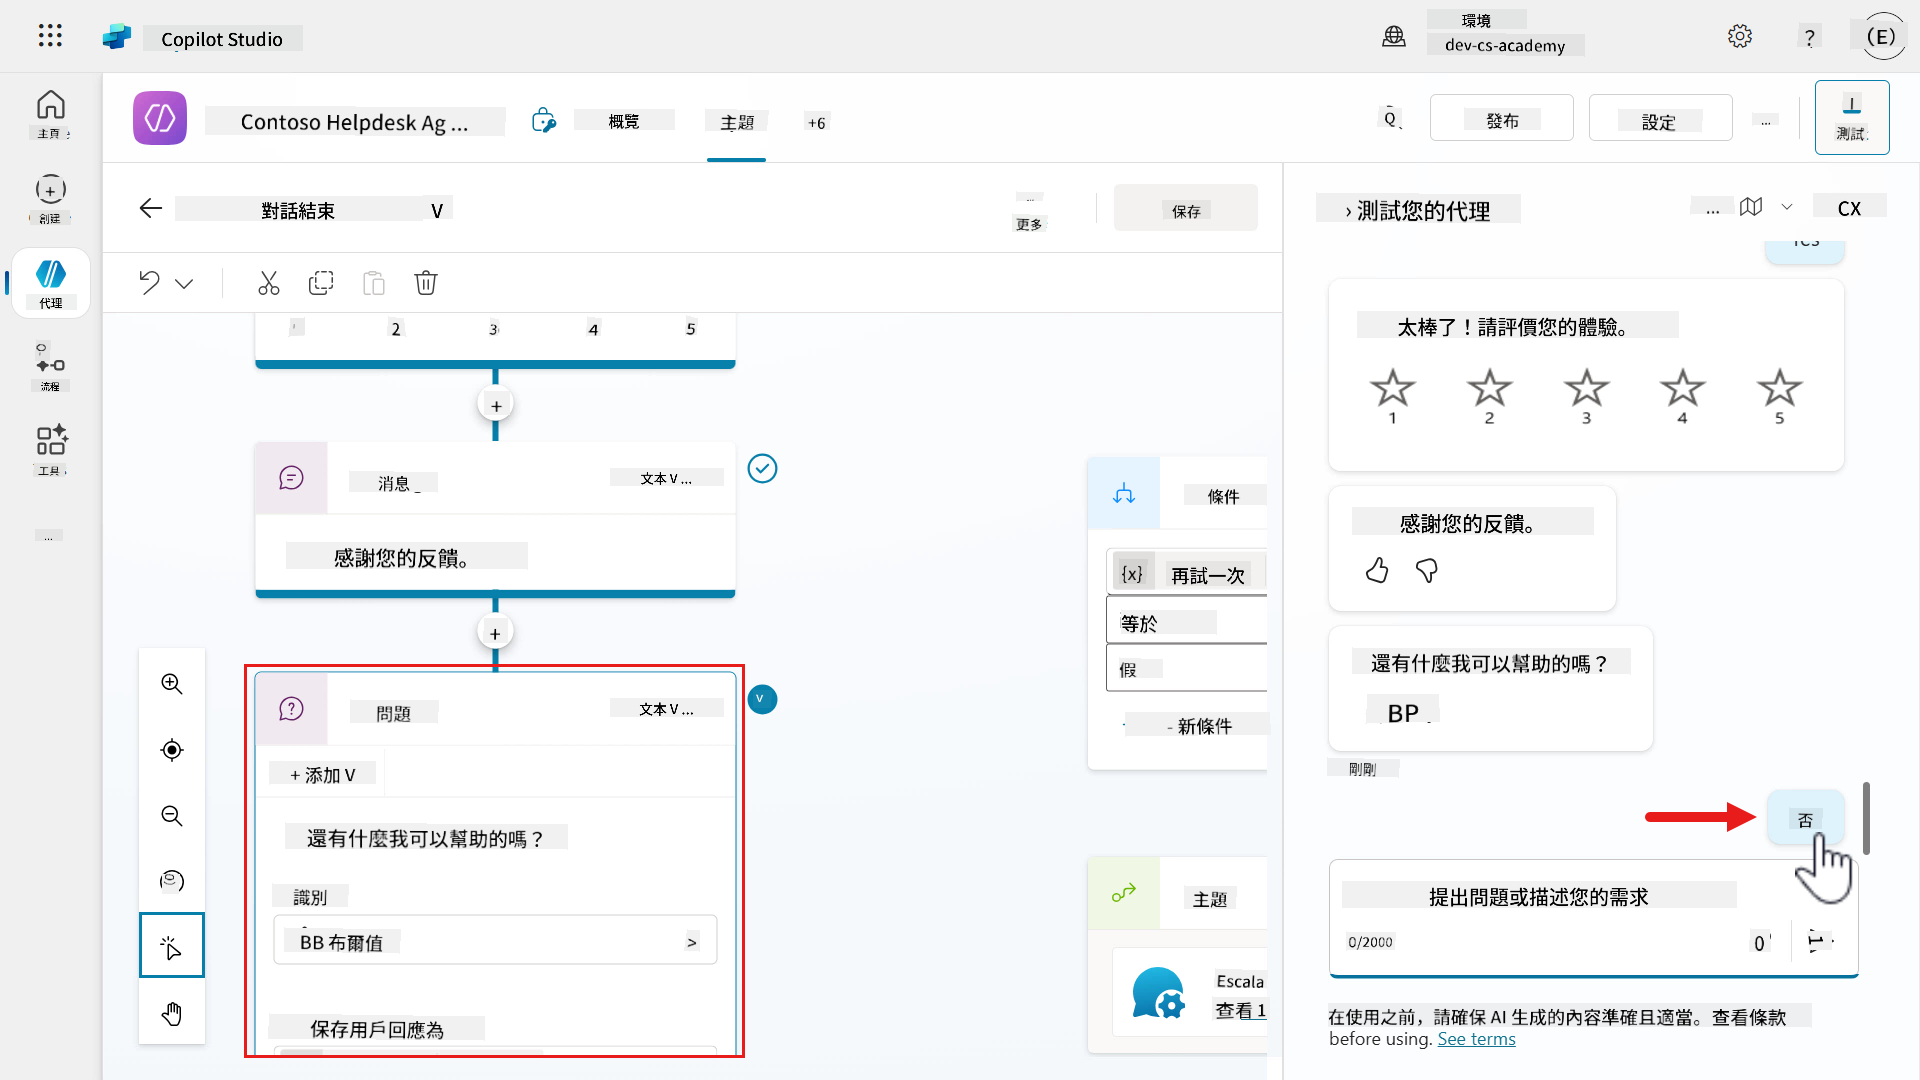 Copilot Studio
環境
dev-cs-academy
?
(E)
主頁
創建
代理
流程
工具
...
Contoso Helpdesk Ag ...
概覽
主題
+6
發布
設定
...
測試
對話結束
V
...
更多
保存
2
3
4
5
+
消息
文本 V ...
感謝您的反饋。
+
問題
文本 V ...
V
+ 添加 V
還有什麼我可以幫助的嗎？
識別
BB 布爾值
>
保存用戶回應為
條件
{x}
再試一次
等於
假
- 新條件
主題
Escala
查看 1
› 測試您的代理
...
CX
太棒了！請評價您的體驗。
1
2
3
4
5
感謝您的反饋。
還有什麼我可以幫助的嗎？
BP
剛剛
否
提出問題或描述您的需求
0/2000
在使用之前，請確保 AI 生成的內容準確且適當。查看條款
before using. See terms